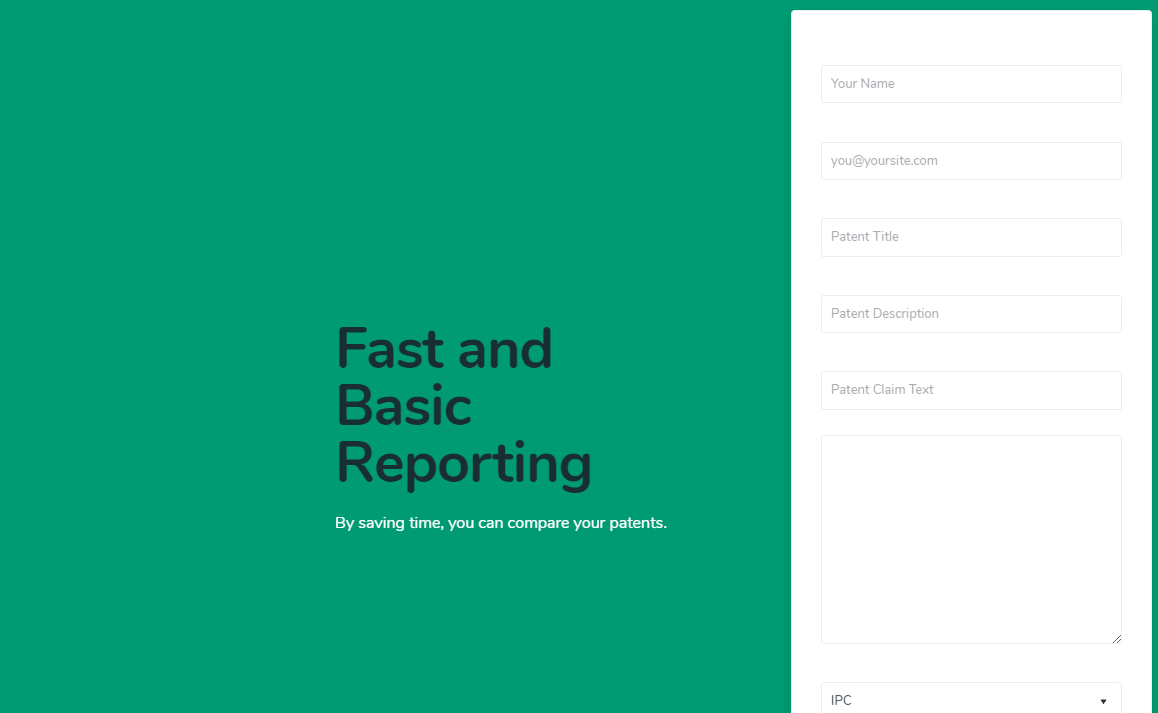 Fast and
Basic
Reporting
By saving time, you can compare your patents.
Your Name
you@yoursite.com
Patent Title
Patent Description
Patent Claim Text
IPC